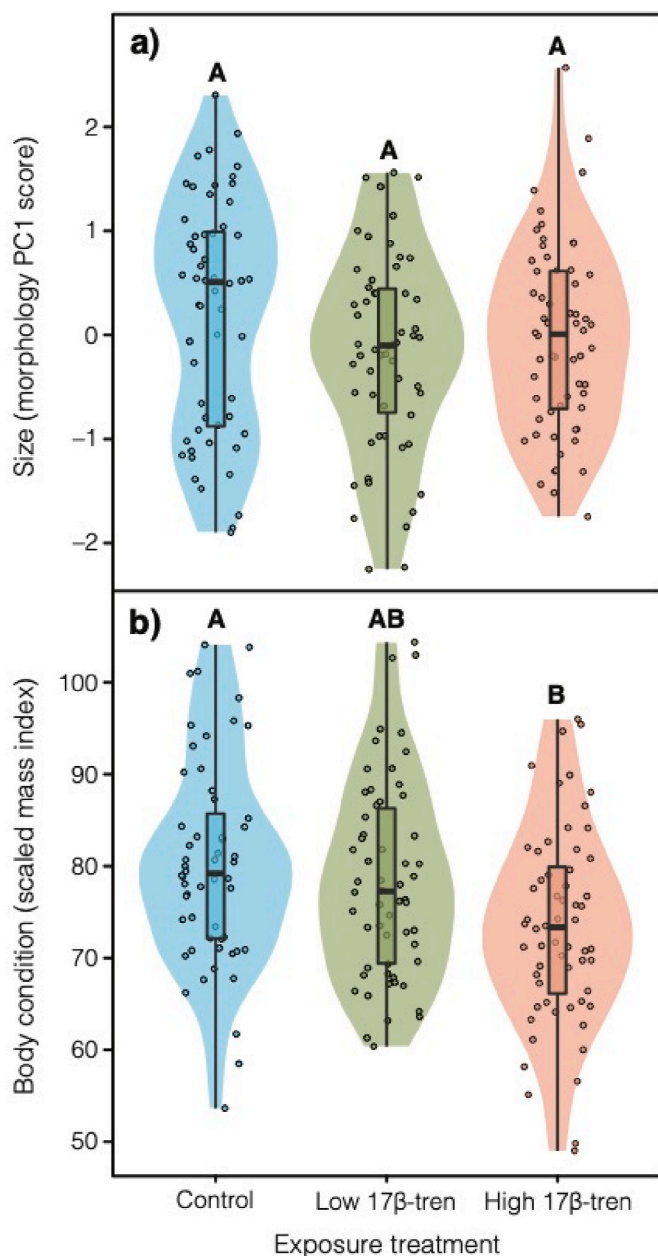 a)
A
A
A
2
1
0
−1
−2
Size (morphology PC1 score)
b)
A
AB
B
100
90
80
70
60
50
Body condition (scaled mass index)
Control
Low 17β-tren
High 17β-tren
Exposure treatment